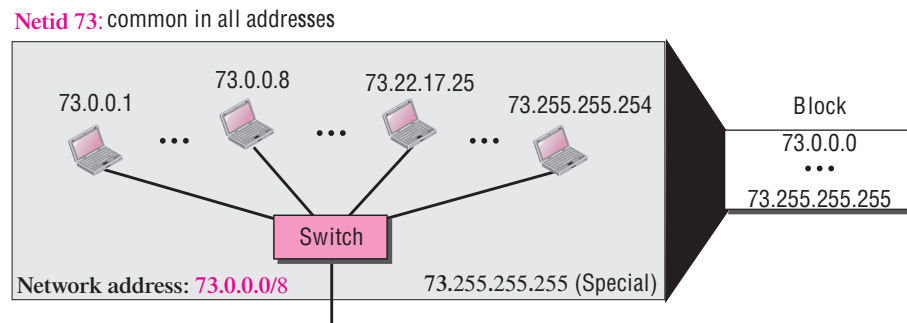 Netid 73: common in all addresses
73.0.0.1
73.0.0.8
73.22.17.25
73.255.255.254
•••
•••
•••
Switch
Network address: 73.0.0.0/8
73.255.255.255 (Special)
Block
73.0.0.0
•••
73.255.255.255